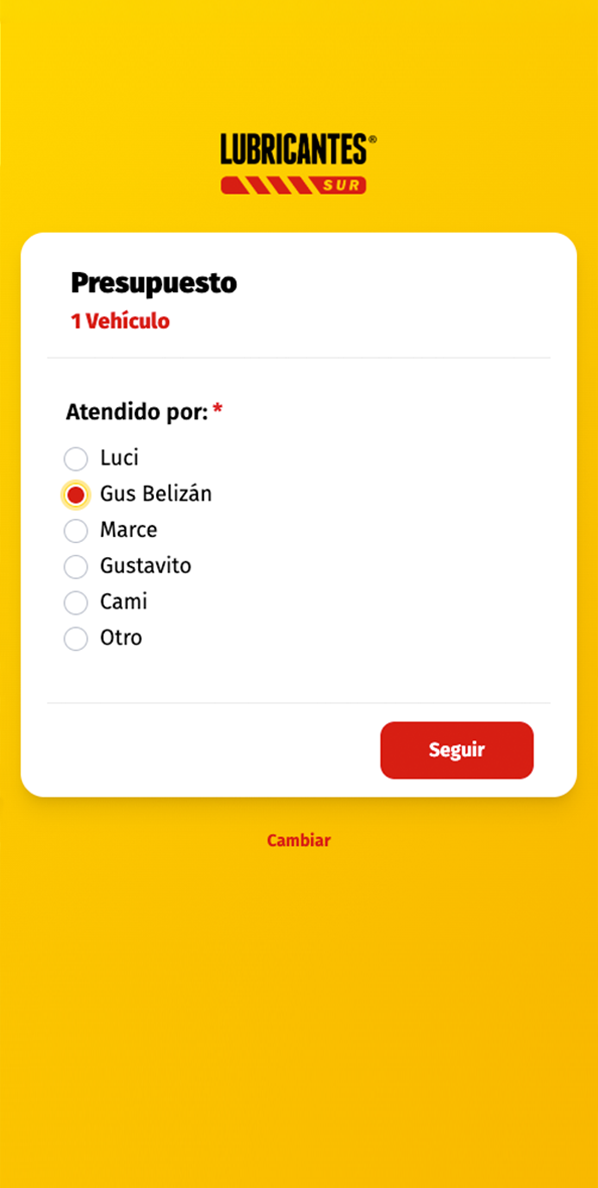 LUBRICANTES®
SUR
Presupuesto
1 Vehículo
Atendido por: *
Luci
Gus Belizán
Marce
Gustavito
Cami
Otro
Seguir
Cambiar